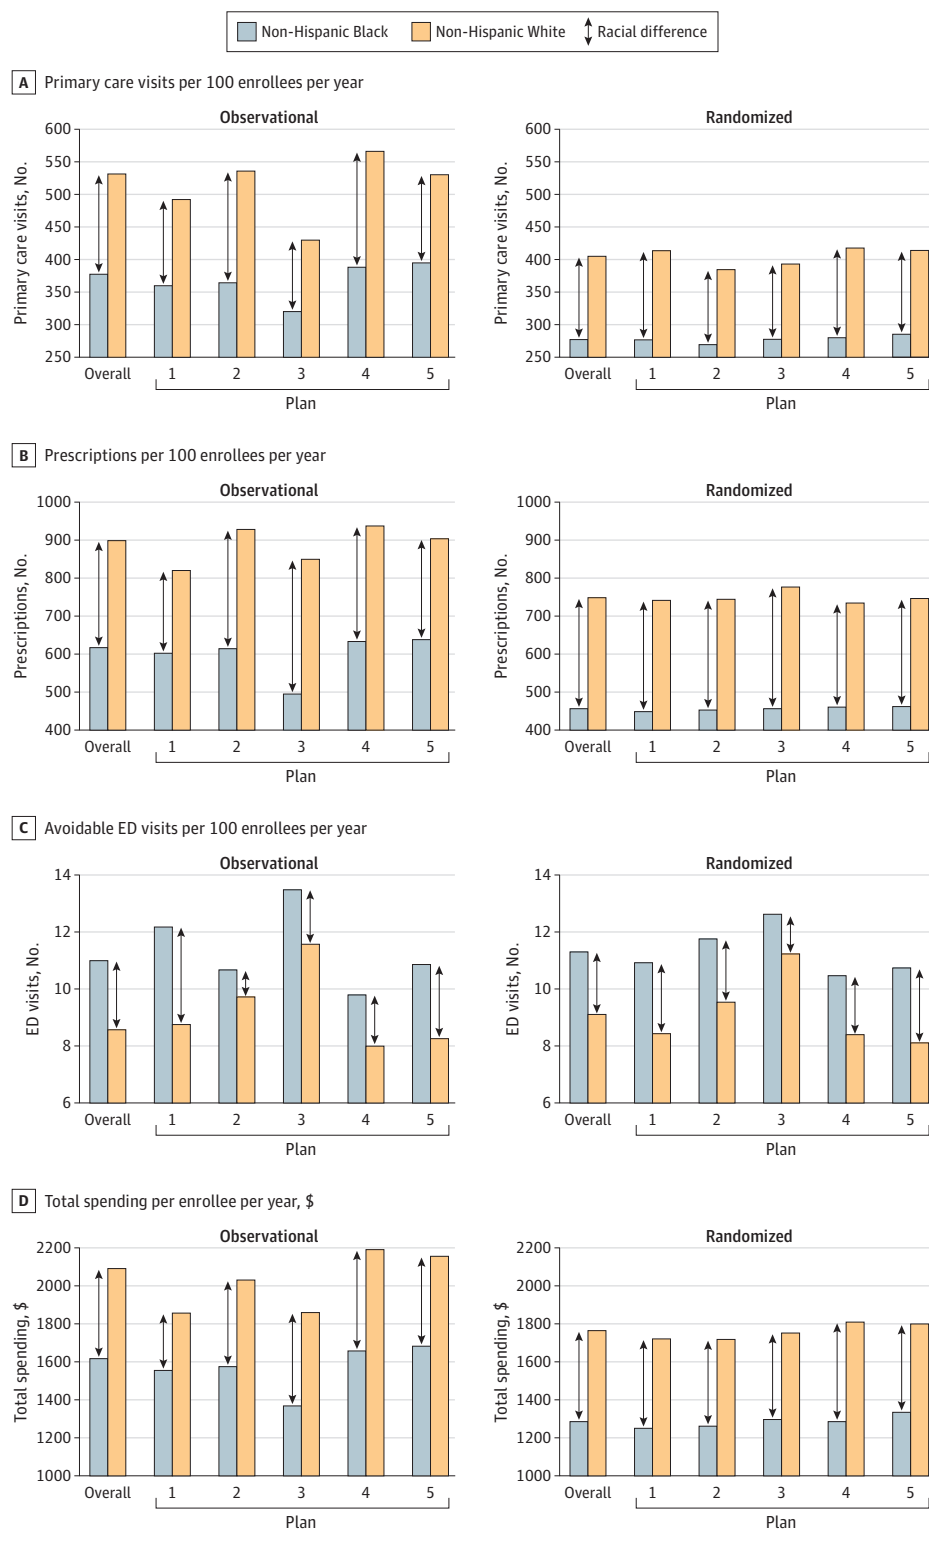 Non-Hispanic Black Non-Hispanic White Racial difference
A Primary care visits per 100 enrollees per year
Observational
Primary care visits, No.
600
550
500
450
400
350
300
250
Overall 1 2 3 4 5
Plan
Randomized
Primary care visits, No.
600
550
500
450
400
350
300
250
Overall 1 2 3 4 5
Plan
B Prescriptions per 100 enrollees per year
Observational
Prescriptions, No.
1000
900
800
700
600
500
400
Overall 1 2 3 4 5
Plan
Randomized
Prescriptions, No.
1000
900
800
700
600
500
400
Overall 1 2 3 4 5
Plan
C Avoidable ED visits per 100 enrollees per year
Observational
ED visits, No.
14
12
10
8
6
Overall 1 2 3 4 5
Plan
Randomized
ED visits, No.
14
12
10
8
6
Overall 1 2 3 4 5
Plan
D Total spending per enrollee per year, $
Observational
Total spending, $
2200
2000
1800
1600
1400
1200
1000
Overall 1 2 3 4 5
Plan
Randomized
Total spending, $
2200
2000
1800
1600
1400
1200
1000
Overall 1 2 3 4 5
Plan